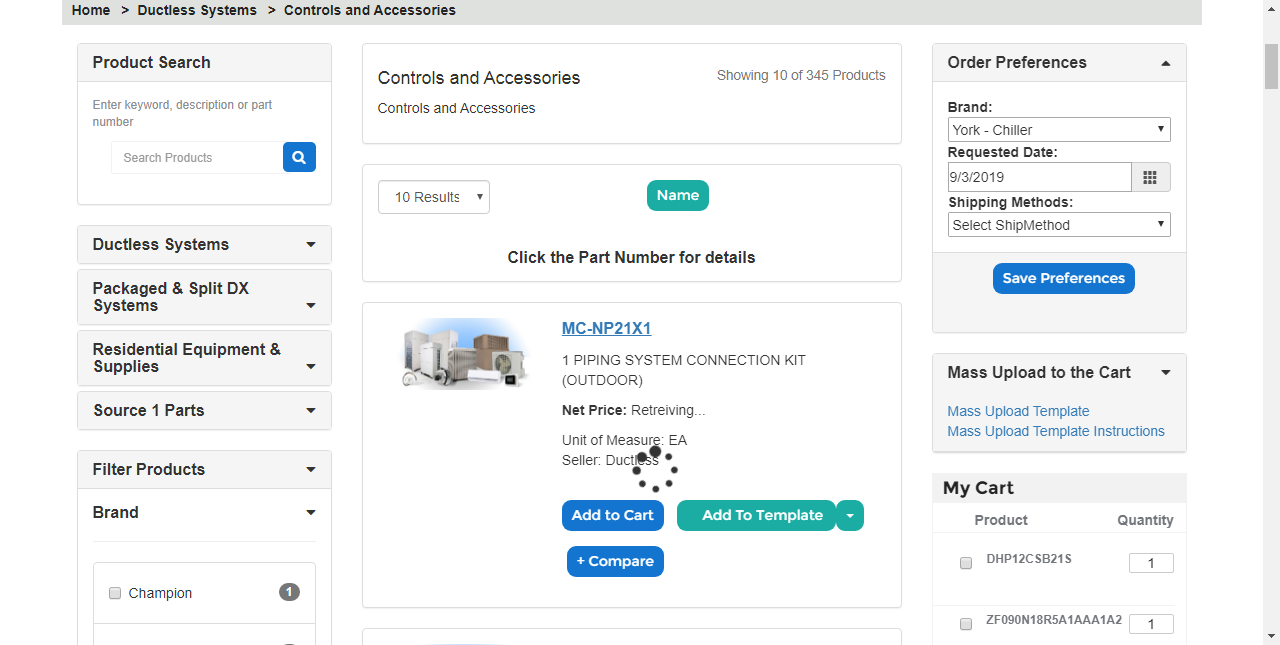 Home > Ductless Systems > Controls and Accessories
Product Search
Enter keyword, description or part
number
Search Products
Ductless Systems
Packaged & Split DX
Systems
Residential Equipment &
Supplies
Source 1 Parts
Filter Products
Brand
Champion 1
Controls and Accessories
Showing 10 of 345 Products
Controls and Accessories
10 Results
Name
Click the Part Number for details
MC-NP21X1
1 PIPING SYSTEM CONNECTION KIT
(OUTDOOR)
Net Price: Retreiving...
Unit of Measure: EA
Seller: Ductless
Add to Cart
Add To Template
+ Compare
Order Preferences
Brand:
York - Chiller
Requested Date:
9/3/2019
Shipping Methods:
Select ShipMethod
Save Preferences
Mass Upload to the Cart
Mass Upload Template
Mass Upload Template Instructions
My Cart
Product Quantity
DHP12CSB21S 1
ZF090N18R5A1AAA1A2 1